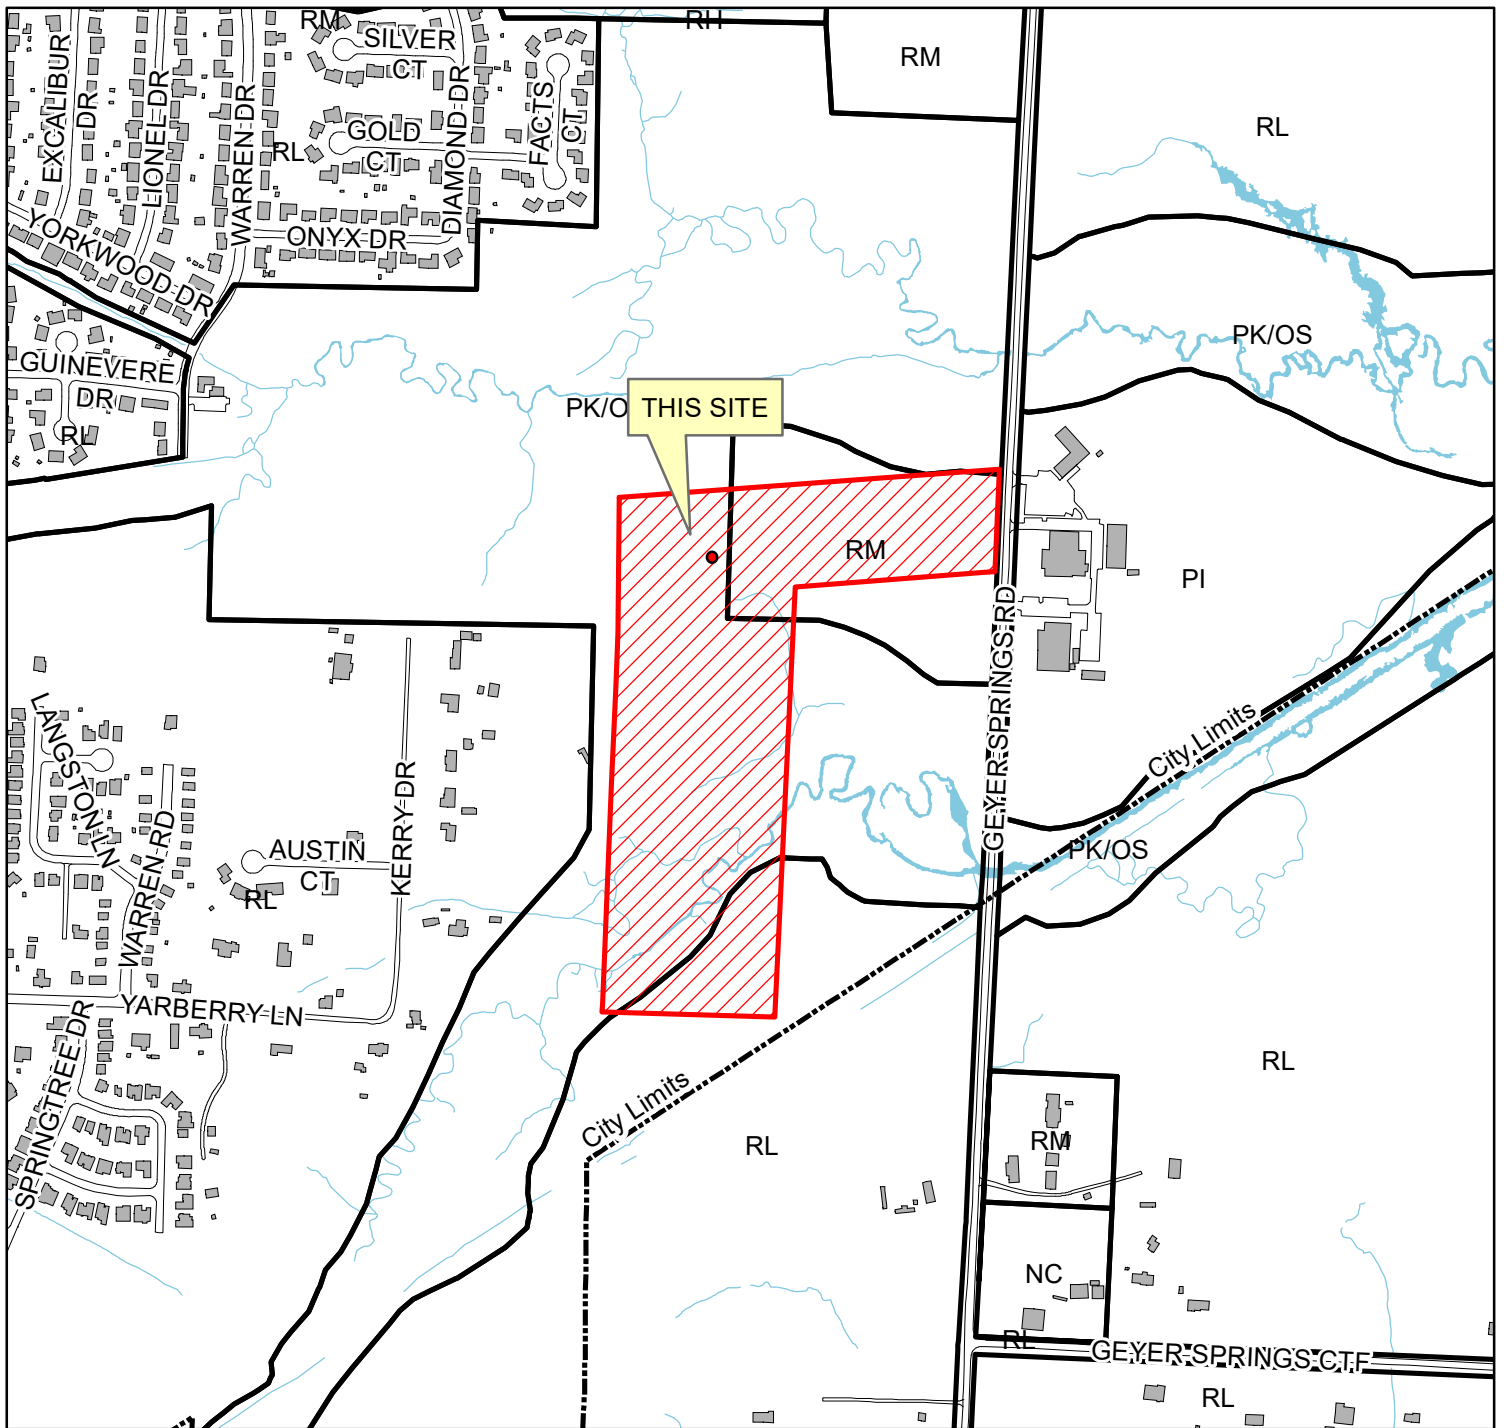 RM
RH
SILVER
CT
RM
EXCALIBUR
DR
LIONEL DR
WARREN DR
DIAMOND DR
FACTS
CT
GOLD
CT
RL
RL
YORKWOOD DR
ONYX DR
PK/OS
GUINEVERE
DR
RL
PK/O
THIS SITE
RM
PI
GEYER SPRINGS RD
LANGSTON LN
WARREN RD
KERRY DR
AUSTIN
CT
RL
City Limits
PK/OS
YARBERRY LN
SPRINGTREE DR
City Limits
RL
RL
RM
NC
RL
GEYER SPRINGS CTF
RL